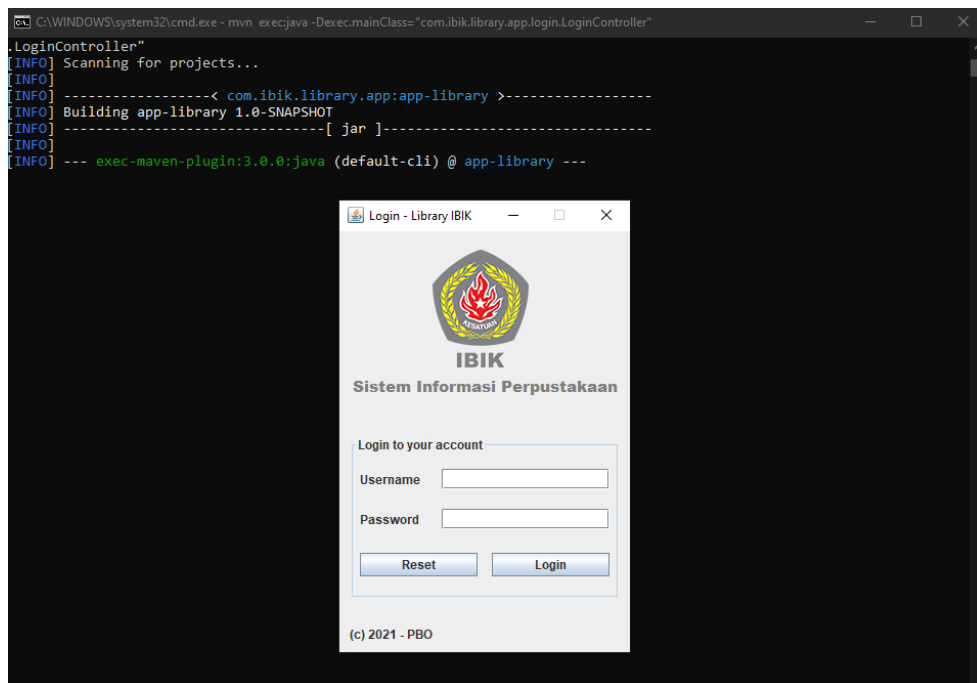 C:\WINDOWS\system32\cmd.exe - mvn  exec:java -Dexec.mainClass="com.ibik.library.app.login.LoginController"
.LoginController"
[INFO] Scanning for projects...
[INFO]
[INFO] ------------------< com.ibik.library.app:app-library >------------------
[INFO] Building app-library 1.0-SNAPSHOT
[INFO] --------------------------------[ jar ]---------------------------------
[INFO]
[INFO] --- exec-maven-plugin:3.0.0:java (default-cli) @ app-library ---
Login - Library IBIK
KESATUAN
IBIK
Sistem Informasi Perpustakaan
Login to your account
Username
Password
Reset Login
(c) 2021 - PBO